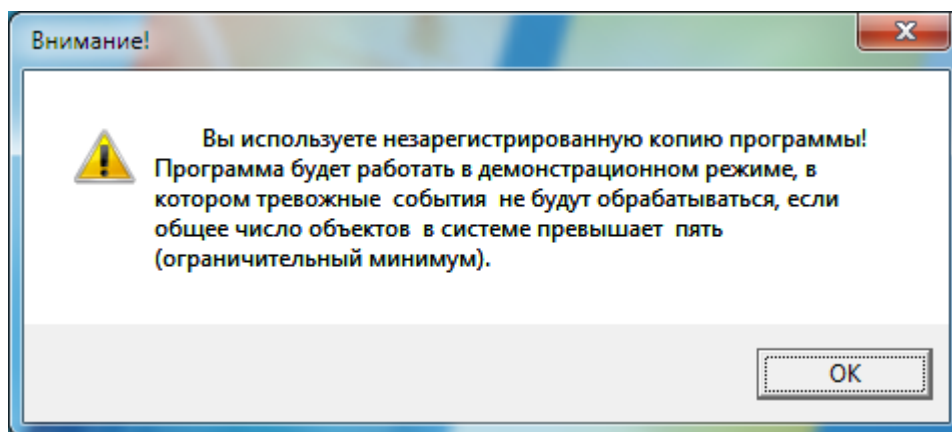 Внимание!
Вы используете незарегистрированную копию программы!
Программа будет работать в демонстрационном режиме, в
котором тревожные  события  не будут обрабатываться, если
общее число объектов  в системе превышает  пять
(ограничительный минимум).
ОК